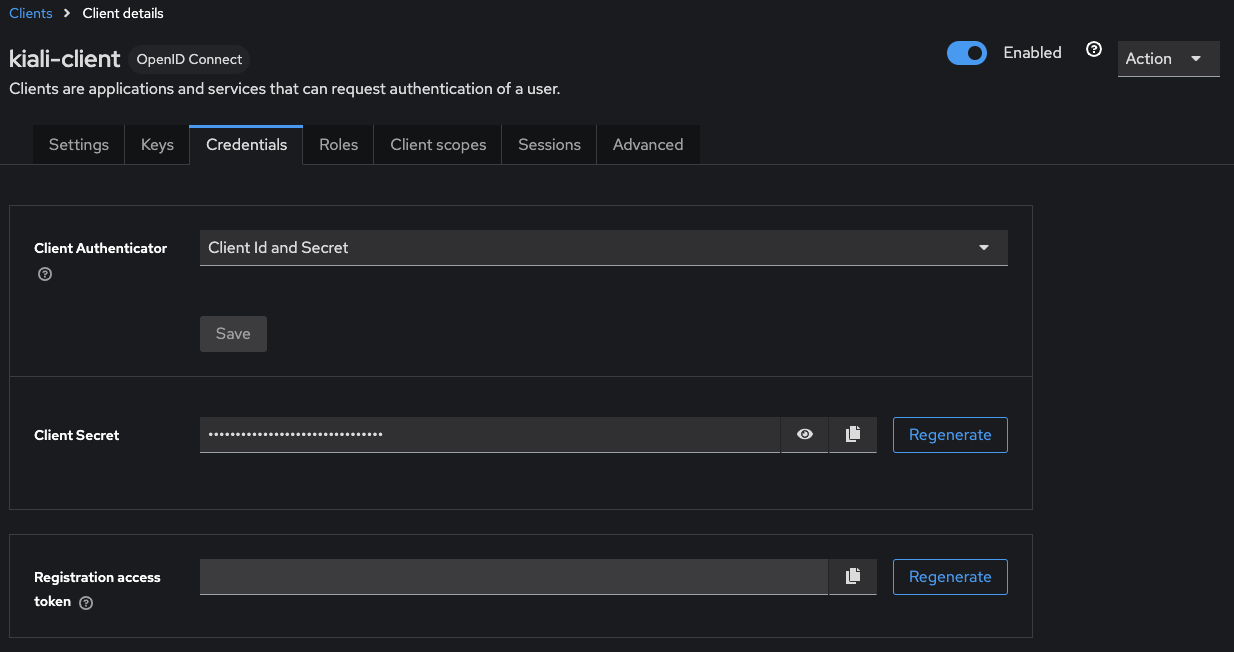 Clients > Client details
kiali-client OpenID Connect Enabled Action
Clients are applications and services that can request authentication of a user.
Settings Keys Credentials Roles Client scopes Sessions Advanced
Client Authenticator Client Id and Secret
Save
Client Secret •••••••••••••••••••••••••••••••• Regenerate
Registration access Regenerate
token